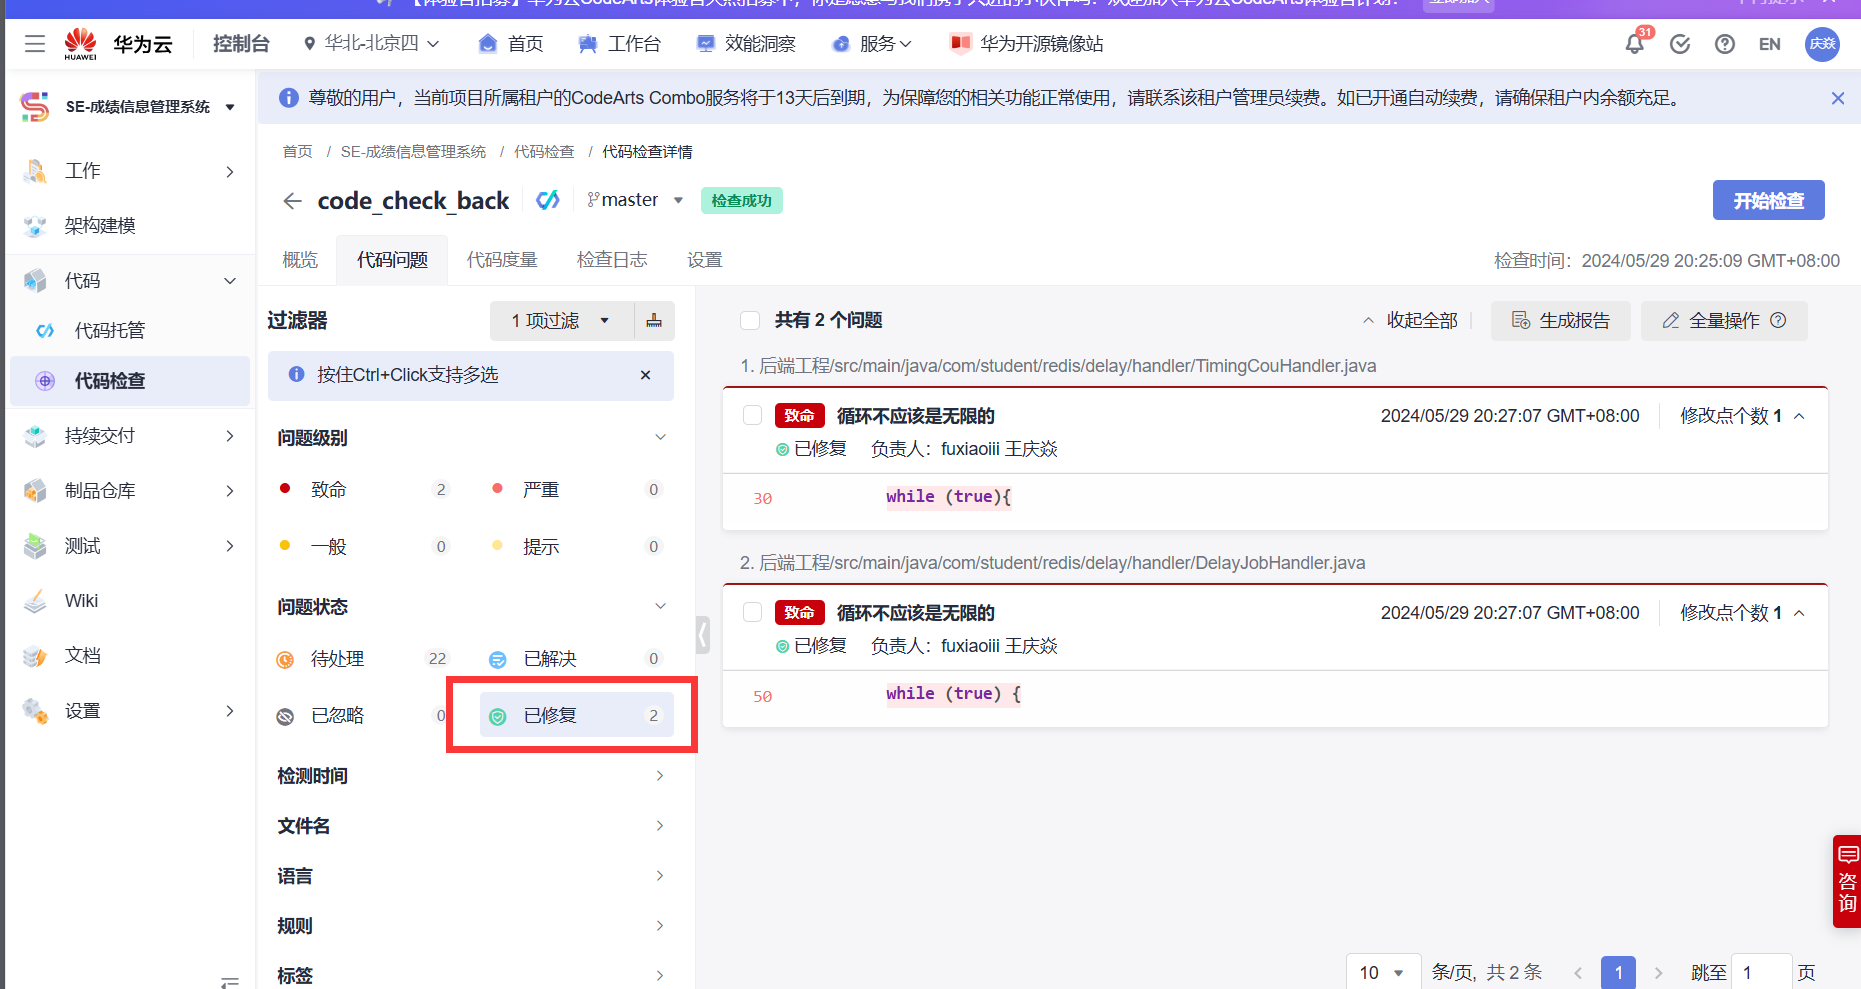 HUAWEI
华为云
控制台
华北-北京四
首页
工作台
效能洞察
服务
华为开源镜像站
31
EN
庆焱
SE-成绩信息管理系统
尊敬的用户，当前项目所属租户的CodeArts Combo服务将于13天后到期，为保障您的相关功能正常使用，请联系该租户管理员续费。如已开通自动续费，请确保租户内余额充足。
工作
架构建模
代码
代码托管
代码检查
持续交付
制品仓库
测试
Wiki
文档
设置
首页 / SE-成绩信息管理系统 / 代码检查 / 代码检查详情
code_check_back
master
检查成功
开始检查
概览
代码问题
代码度量
检查日志
设置
检查时间：2024/05/29 20:25:09 GMT+08:00
过滤器
1 项过滤
按住Ctrl+Click支持多选
问题级别
致命 2
严重 0
一般 0
提示 0
问题状态
待处理 22
已解决 0
已忽略 0
已修复 2
检测时间
文件名
语言
规则
标签
共有 2 个问题
收起全部
生成报告
全量操作
1. 后端工程/src/main/java/com/student/redis/delay/handler/TimingCouHandler.java
致命 循环不应该是无限的
2024/05/29 20:27:07 GMT+08:00
修改点个数 1
已修复 负责人：fuxiaoiii 王庆焱
30 while (true){
2. 后端工程/src/main/java/com/student/redis/delay/handler/DelayJobHandler.java
致命 循环不应该是无限的
2024/05/29 20:27:07 GMT+08:00
修改点个数 1
已修复 负责人：fuxiaoiii 王庆焱
50 while (true) {
咨询
10 条/页, 共 2 条
1
跳至 1 页